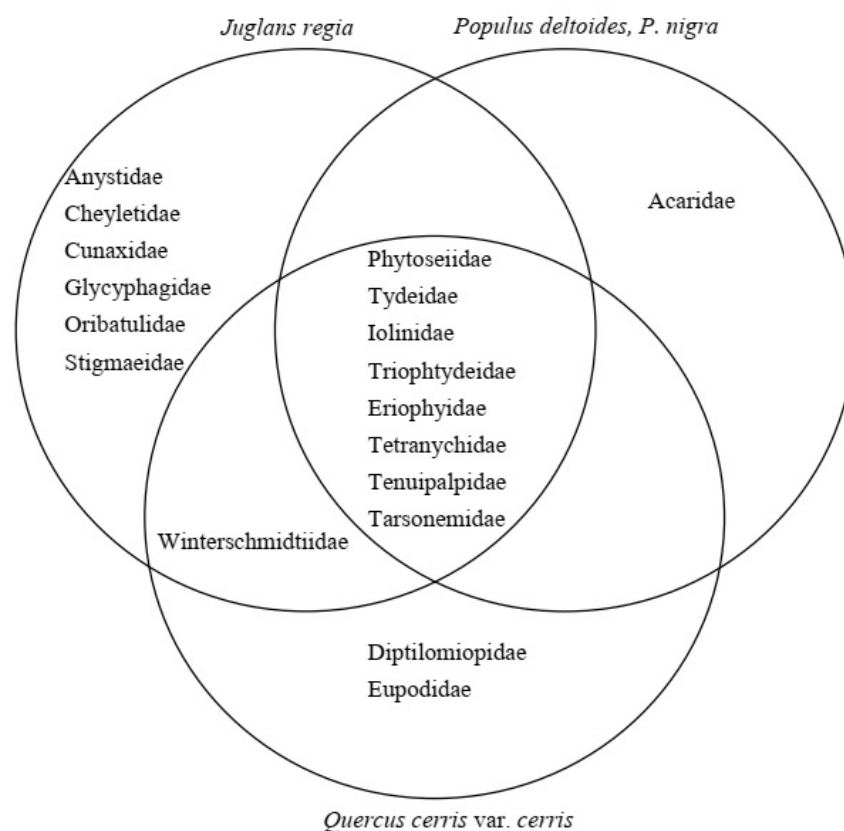 Juglans regia
Populus deltoides, P. nigra
Anystidae
Cheyletidae
Cunaxidae
Glycyphagidae
Oribatulidae
Stigmaeidae
Acaridae
Phytoseiidae
Tydeidae
Iolinidae
Triophtydeidae
Eriophyidae
Tetranychidae
Tenuipalpidae
Tarsonemidae
Winterschmidtiidae
Diptilomiopidae
Eupodidae
Quercus cerris var. cerris